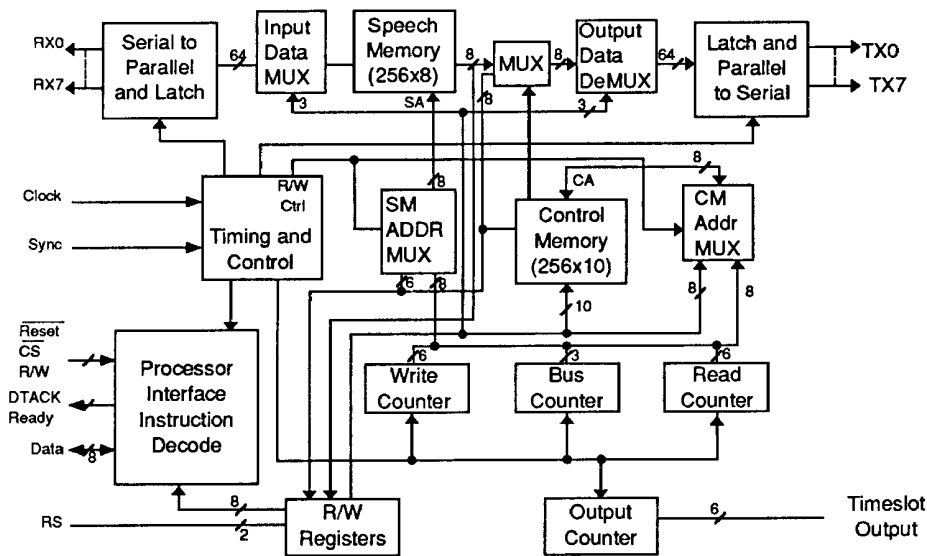 RX0
RX7
Serial to
Parallel
and Latch
64
Input
Data
MUX
3
Speech
Memory
(256x8)
SA
8
8
MUX
8
3
Output
Data
DeMUX
64
Latch and
Parallel
to Serial
TX0
TX7
Clock
Sync
R/W
Ctrl
Timing and
Control
8
SM
ADDR
MUX
6
8
CA
8
Control
Memory
(256x10)
10
CM
Addr
MUX
8
8
Reset
CS
R/W
DTACK
Ready
Data
8
Processor
Interface
Instruction
Decode
6
Write
Counter
3
Bus
Counter
6
Read
Counter
RS
8
2
R/W
Registers
Output
Counter
6
Timeslot
Output